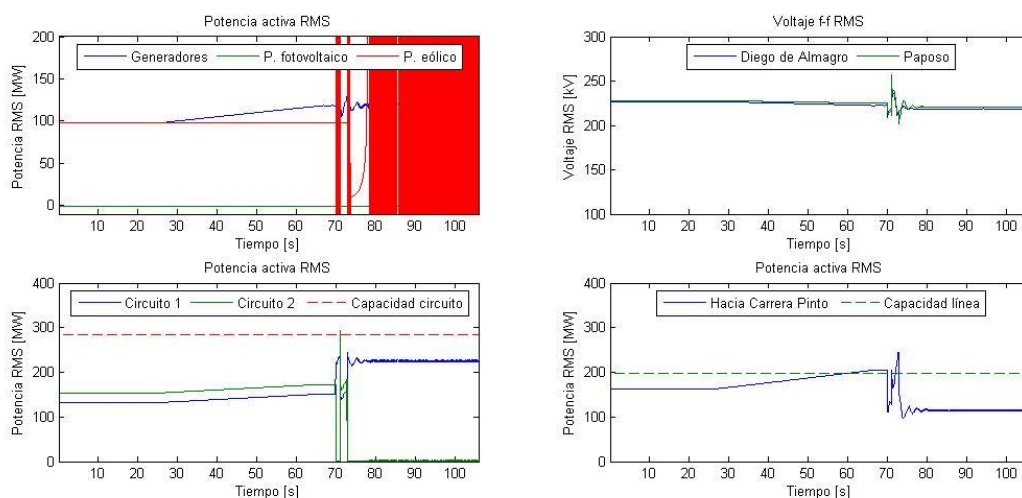 Potencia activa RMS
Potencia RMS [MW]
200
150
100
50
0
Generadores P. fotovoltaico P. eólico
10 20 30 40 50 60 70 80 90 100
Tiempo [s]
Voltaje f-f RMS
Voltaje RMS [kV]
300
250
200
150
100
Diego de Almagro Paposo
10 20 30 40 50 60 70 80 90 100
Tiempo [s]
Potencia activa RMS
Potencia RMS [MW]
400
300
200
100
0
Circuito 1 Circuito 2 Capacidad circuito
10 20 30 40 50 60 70 80 90 100
Tiempo [s]
Potencia activa RMS
Potencia RMS [MW]
400
300
200
100
0
Hacia Carrera Pinto Capacidad línea
10 20 30 40 50 60 70 80 90 100
Tiempo [s]